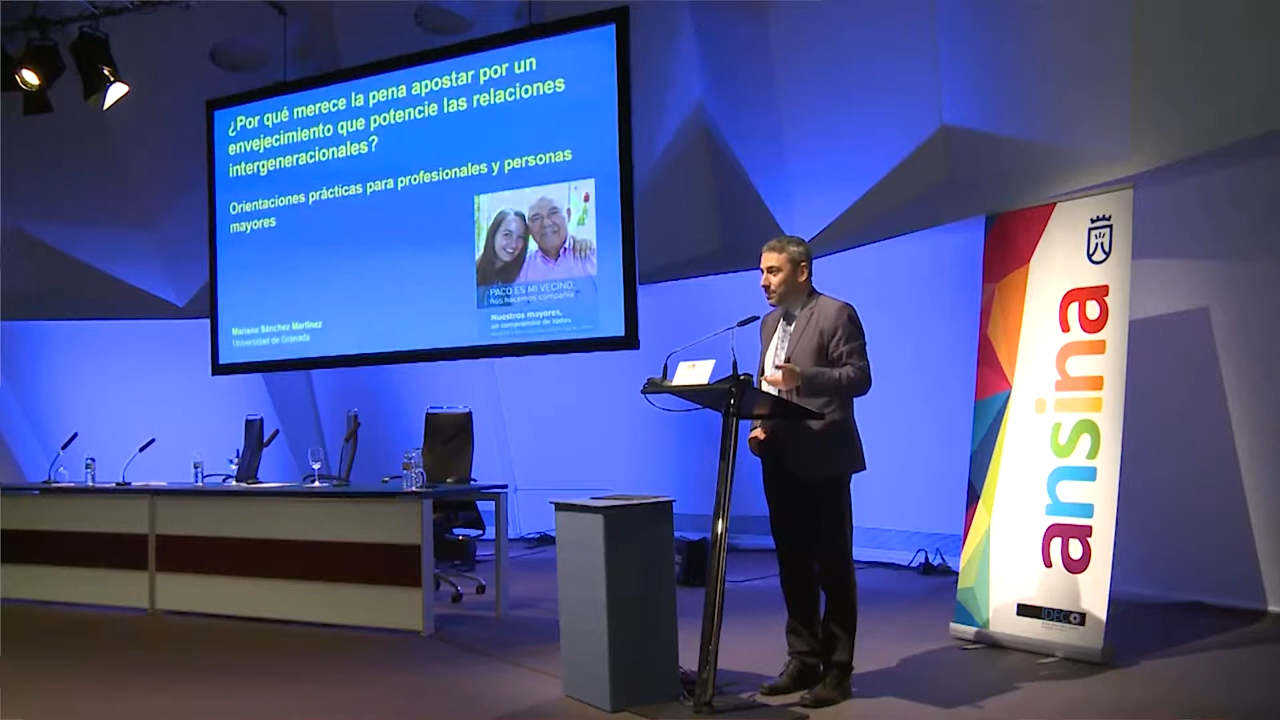 ¿Por qué merece la pena apostar por un
envejecimiento que potencie las relaciones
intergeneracionales?
Orientaciones prácticas para profesionales y personas
mayores
PACO ES MI VECINO,
nos hacemos compañía
Nuestros mayores,
un compromiso de todos
Mariano Sánchez Martínez
Universidad de Granada
ansina
IDECO